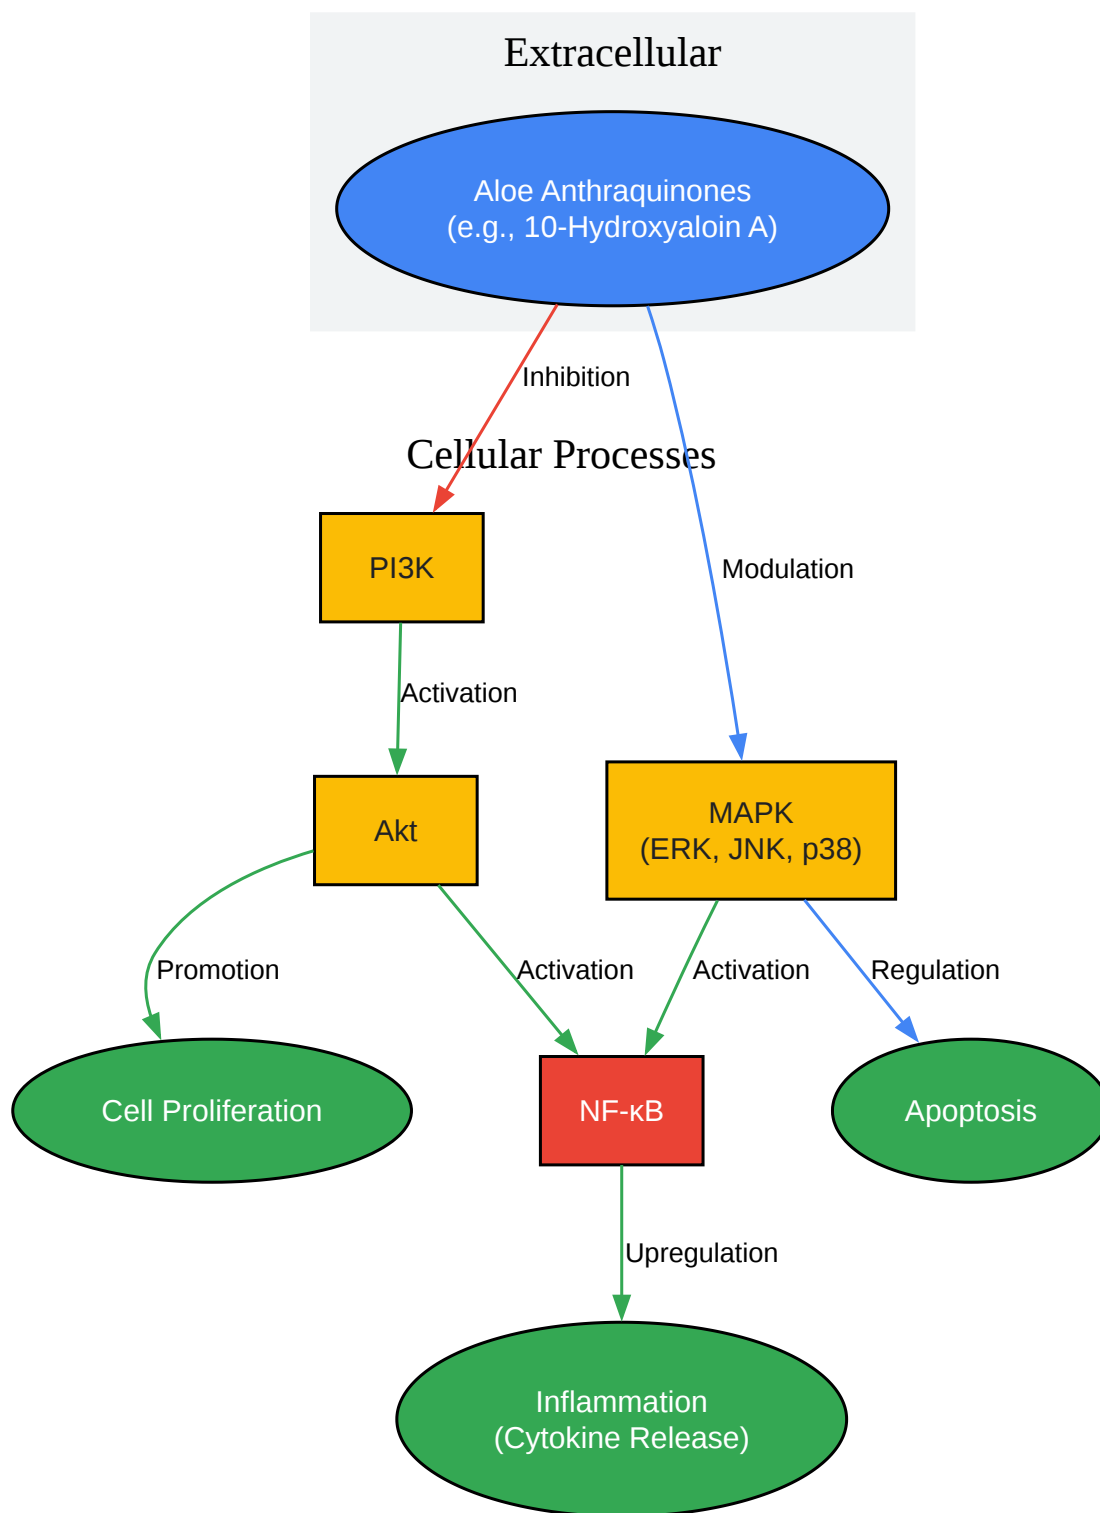 Extracellular
Aloe Anthraquinones
(e.g., 10-Hydroxyaloin A)
Inhibition
Cellular Processes
PI3K
Modulation
Activation
Akt
MAPK
(ERK, JNK, p38)
Promotion
Activation
Activation
Regulation
Cell Proliferation
NF-κB
Apoptosis
Upregulation
Inflammation
(Cytokine Release)